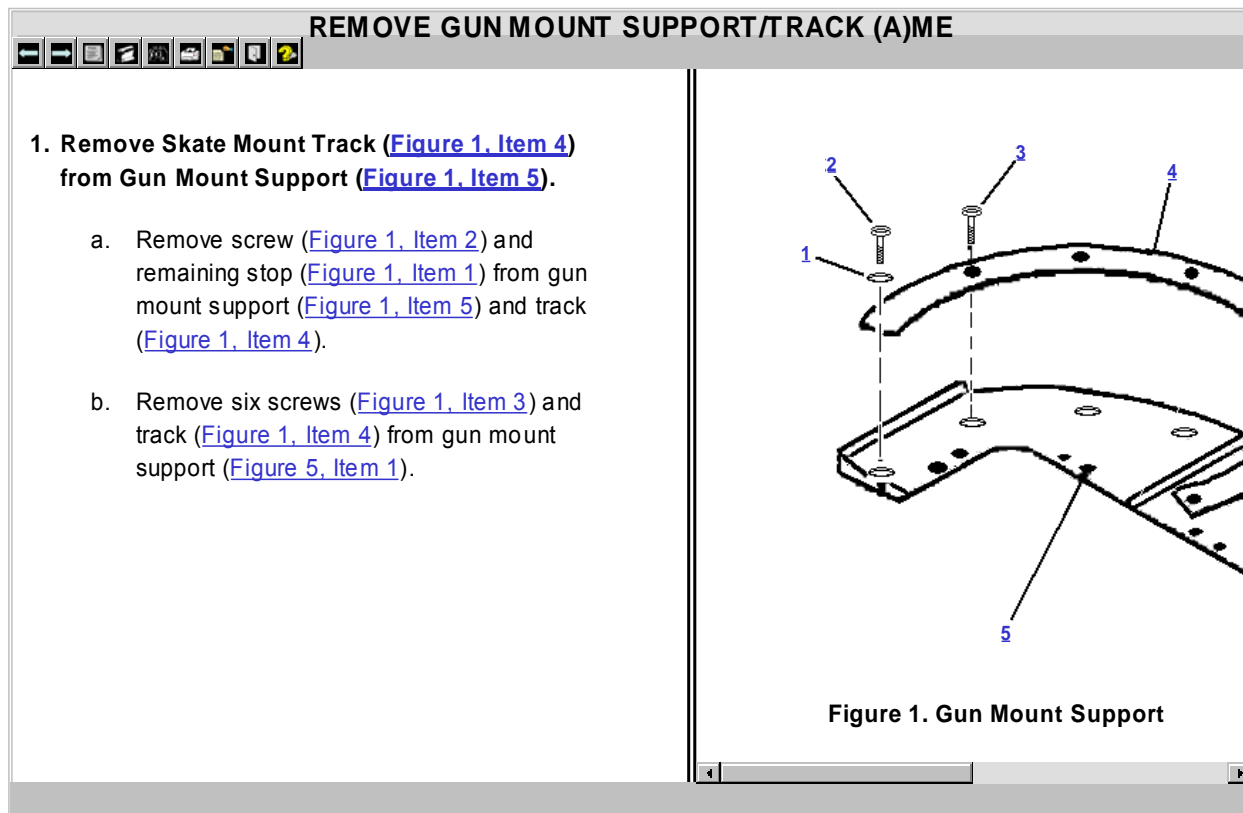 REMOVE GUN MOUNT SUPPORT/TRACK (A)ME
1. Remove Skate Mount Track (Figure 1, Item 4)
from Gun Mount Support (Figure 1, Item 5).
a. Remove screw (Figure 1, Item 2) and
remaining stop (Figure 1, Item 1) from gun
mount support (Figure 1, Item 5) and track
(Figure 1, Item 4).
b. Remove six screws (Figure 1, Item 3) and
track (Figure 1, Item 4) from gun mount
support (Figure 5, Item 1).
3
2
4
1
5
Figure 1. Gun Mount Support